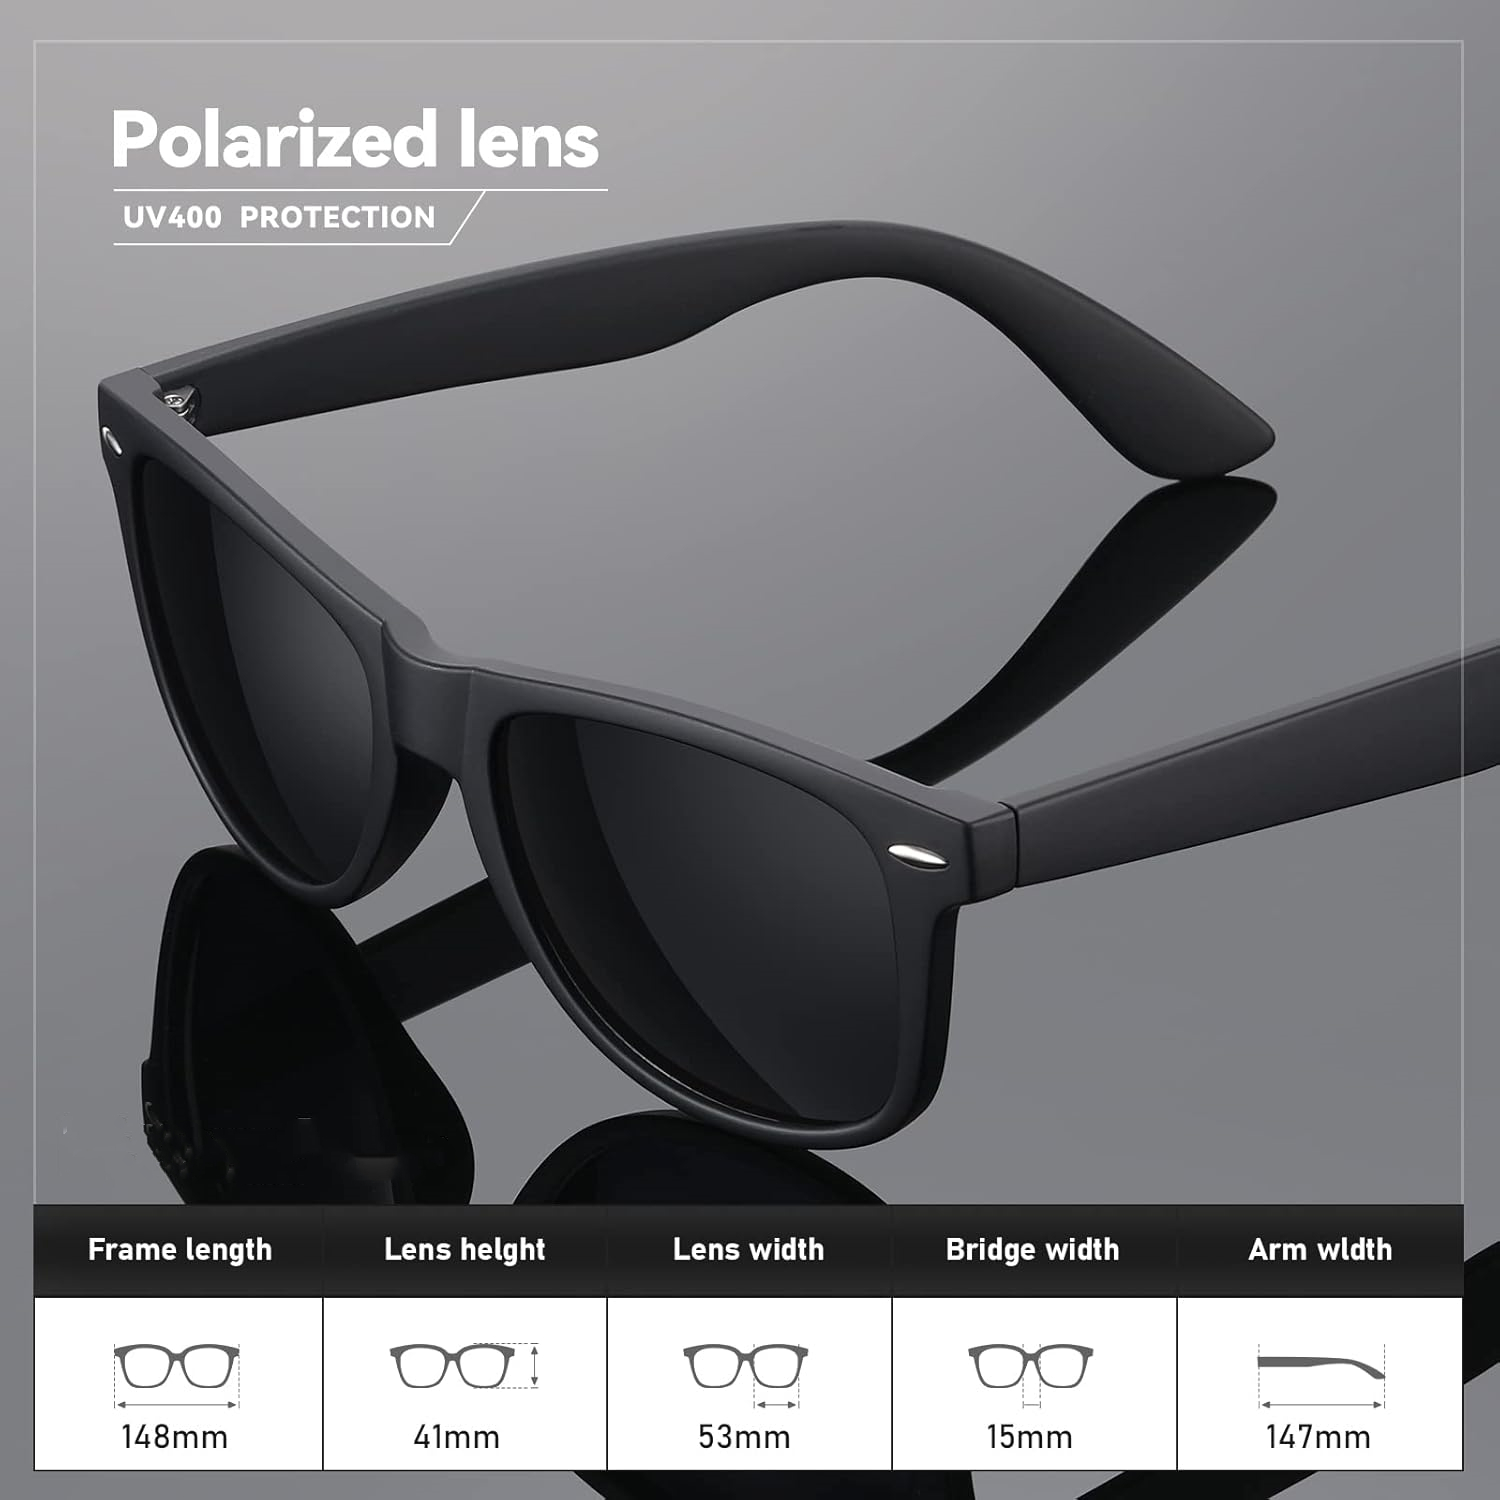 Polarized lens
UV400 PROTECTION
Frame length
Lens helght
Lens width
Bridge width
Arm wldth
148mm
41mm
53mm
15mm
147mm